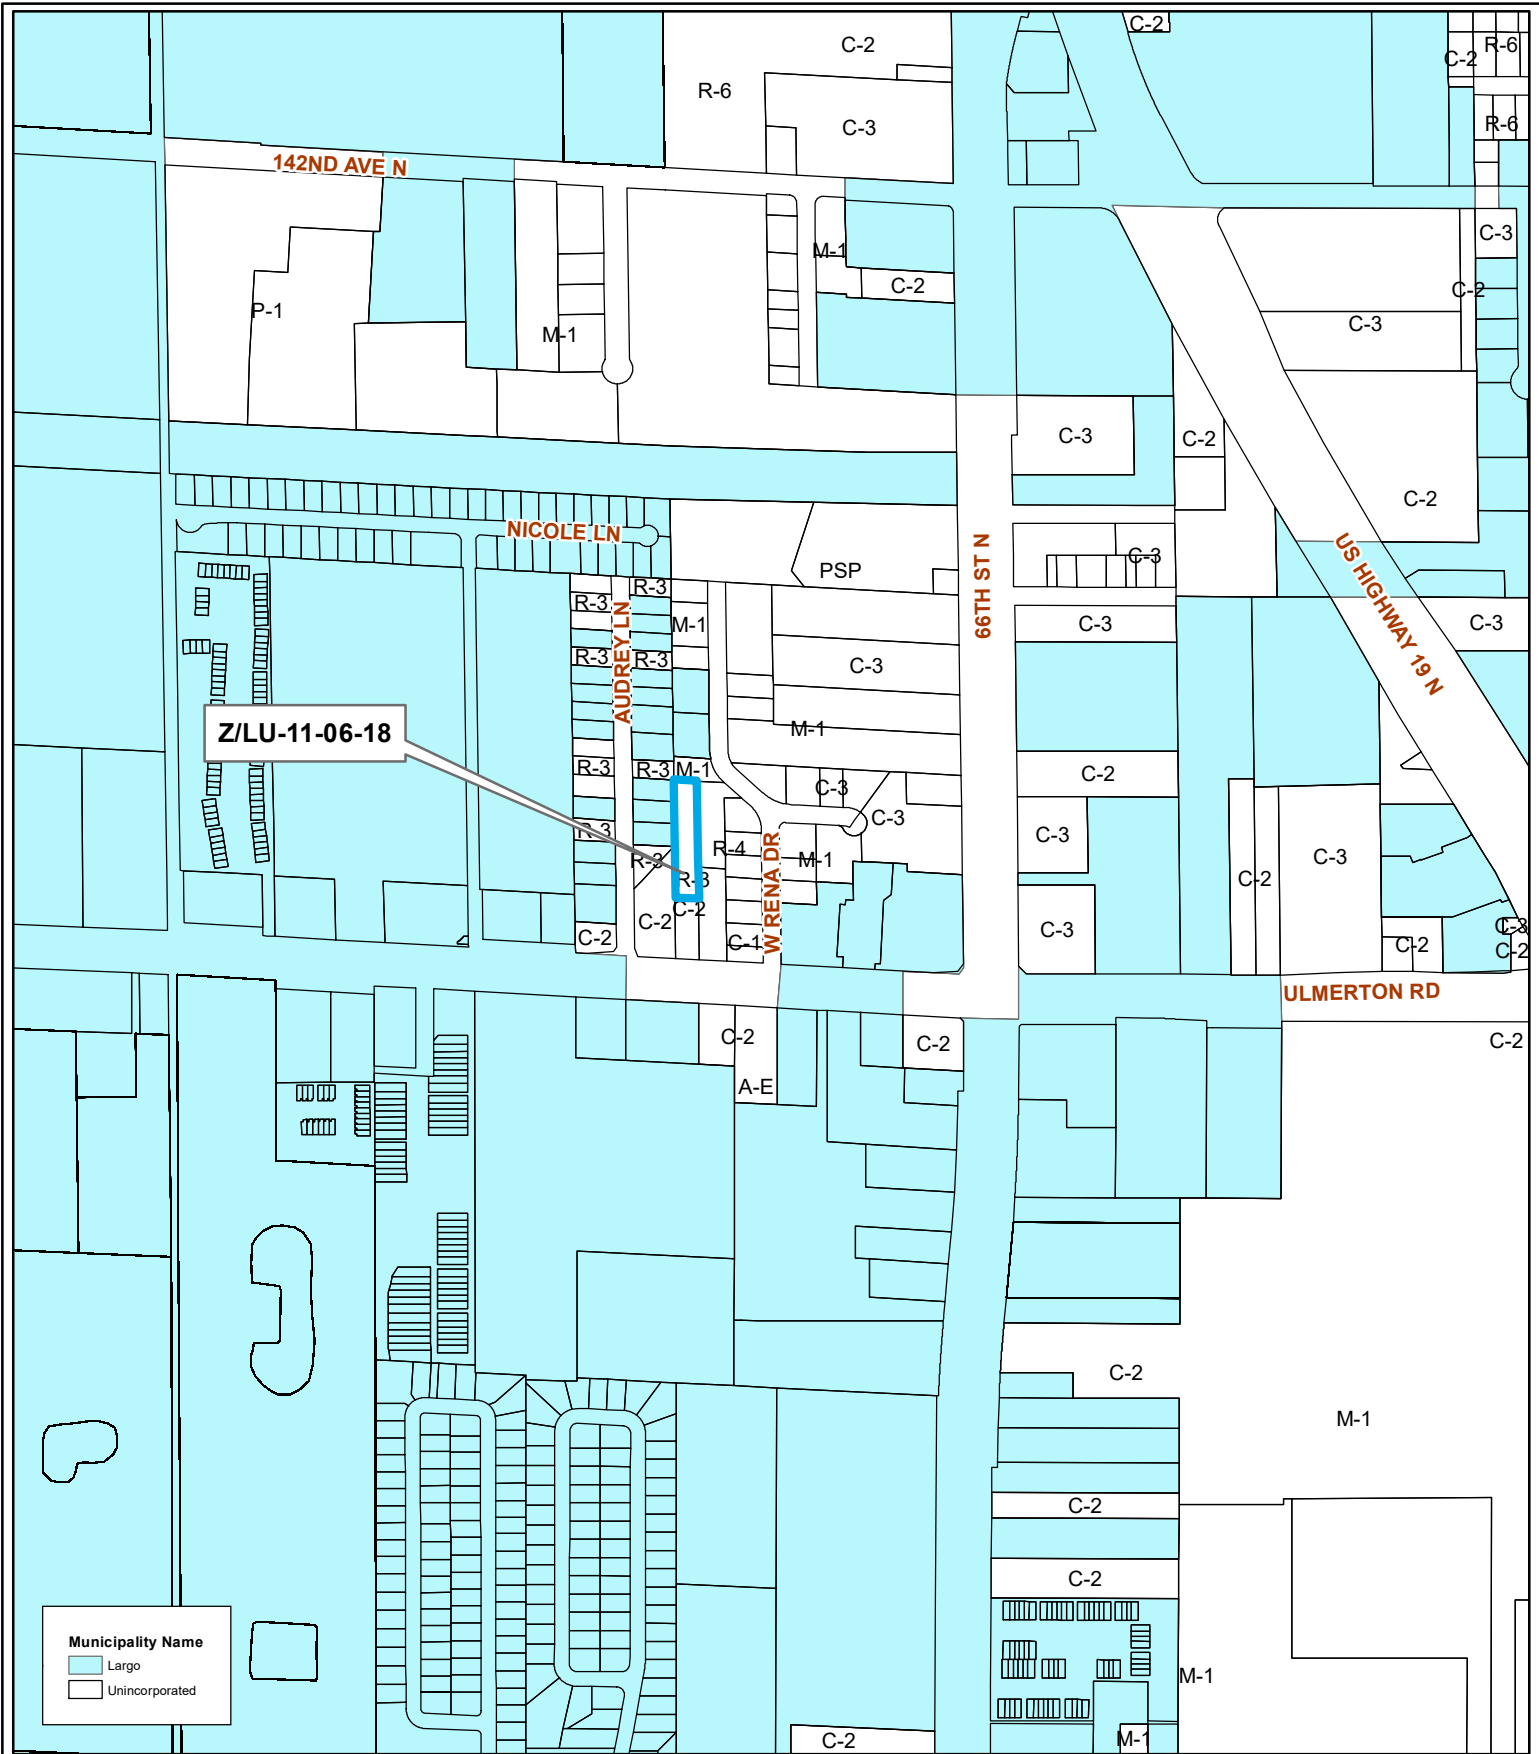 C-2
C-2
R-6
C-2
R-6
C-3
R-6
142ND AVE N
C-3
M-1
C-2
C-2
P-1
C-3
M-1
C-3
C-2
C-2
NICOLE LN
66TH ST N
US HIGHWAY 19 N
C-3
PSP
R-3
R-3
AUDREY LN
M-1
C-3
C-3
R-3
R-3
C-3
Z/LU-11-06-18
M-1
R-3
R-3
M-1
C-2
C-3
C-3
R-3
C-3
R-4
W RENA DR
M-1
C-3
R-3
R-3
C-2
C-2
C-2
C-2
C-1
C-3
C-2
C-3
C-2
ULMERTON RD
C-2
C-2
C-2
A-E
C-2
M-1
C-2
C-2
Municipality Name
Largo
Unincorporated
M-1
C-2
M-1